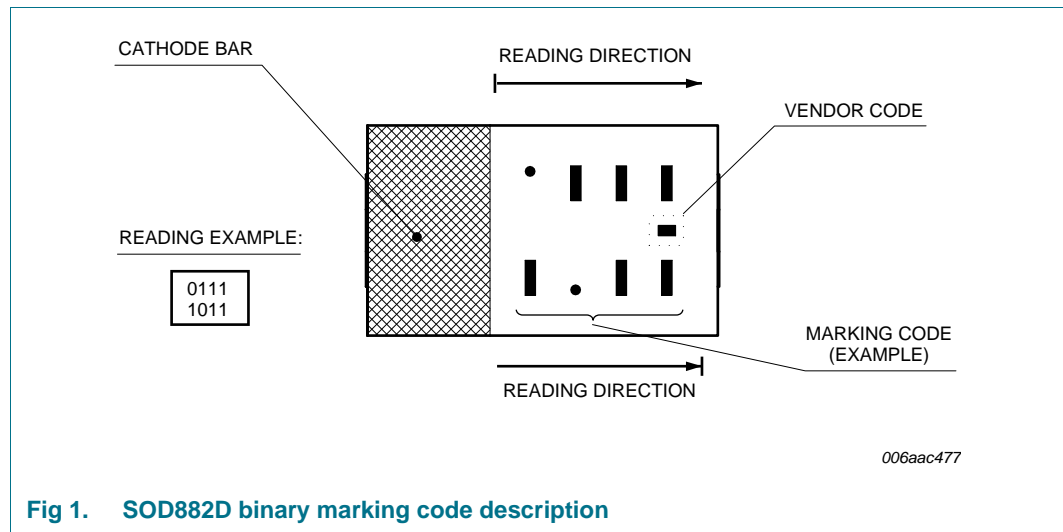 CATHODE BAR
READING DIRECTION
VENDOR CODE
READING EXAMPLE:
0111
1011
MARKING CODE
(EXAMPLE)
READING DIRECTION
006aac477
Fig 1. SOD882D binary marking code description